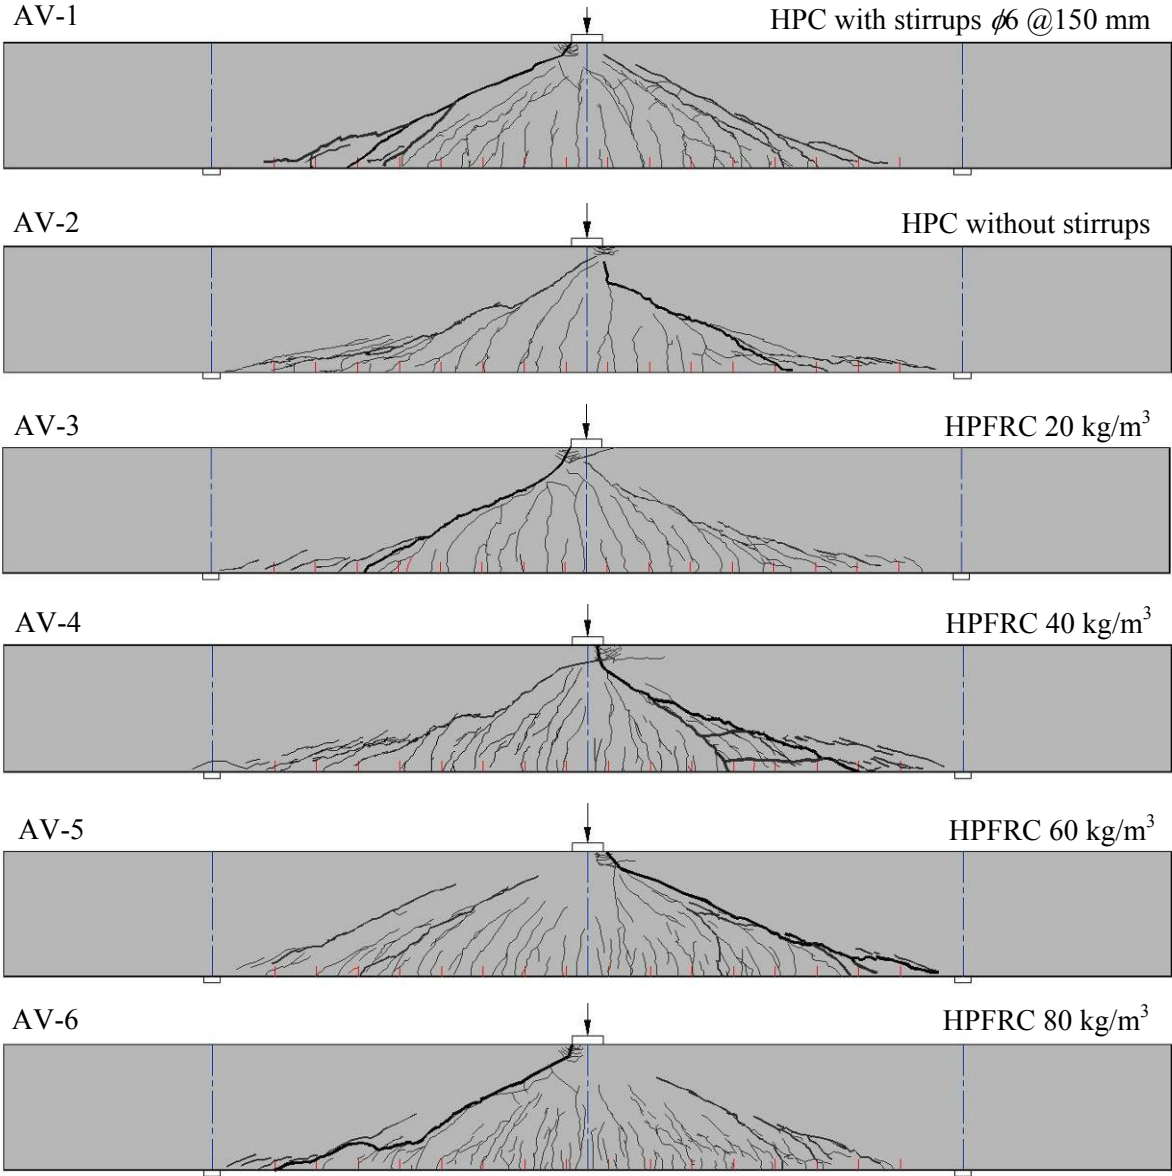 AV-1 HPC with stirrups ϕ6 @150 mm
AV-2 HPC without stirrups
AV-3 HPFRC 20 kg/m³
AV-4 HPFRC 40 kg/m³
AV-5 HPFRC 60 kg/m³
AV-6 HPFRC 80 kg/m³